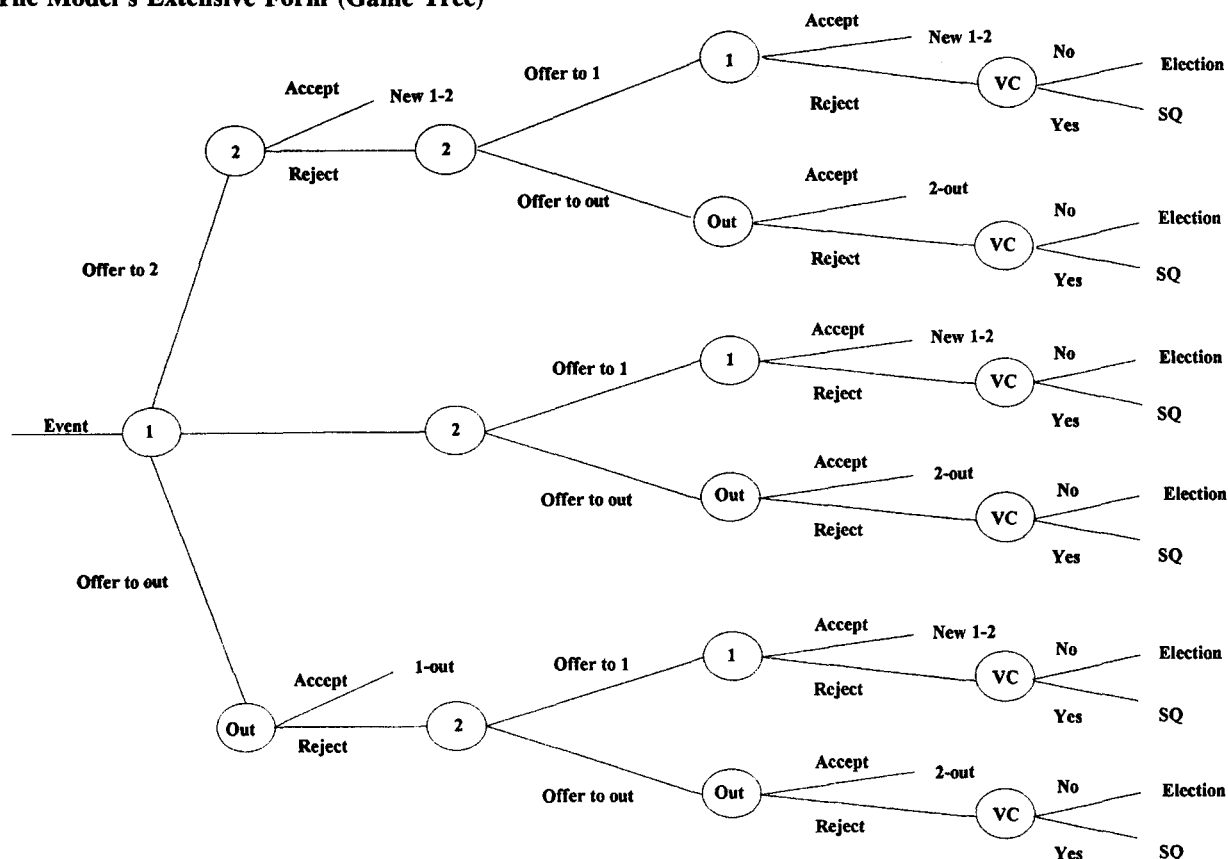 The Model's Extensive Form (Game Tree)
Accept
New 1-2
No
Election
1
Offer to 1
VC
Accept
New 1-2
Reject
SQ
Yes
2
2
Reject
Accept
2-out
No
Election
Offer to out
Out
VC
Reject
SQ
Yes
Offer to 2
Accept
New 1-2
No
Election
Offer to 1
1
VC
Reject
SQ
Yes
Event
1
2
Accept
2-out
No
Election
Offer to out
Out
VC
Reject
SQ
Yes
Offer to out
Accept
New 1-2
No
Election
Offer to 1
1
1-out
VC
Accept
Reject
SQ
Yes
Out
2
Reject
Accept
2-out
No
Election
Offer to out
Out
VC
Reject
Yes
SQ